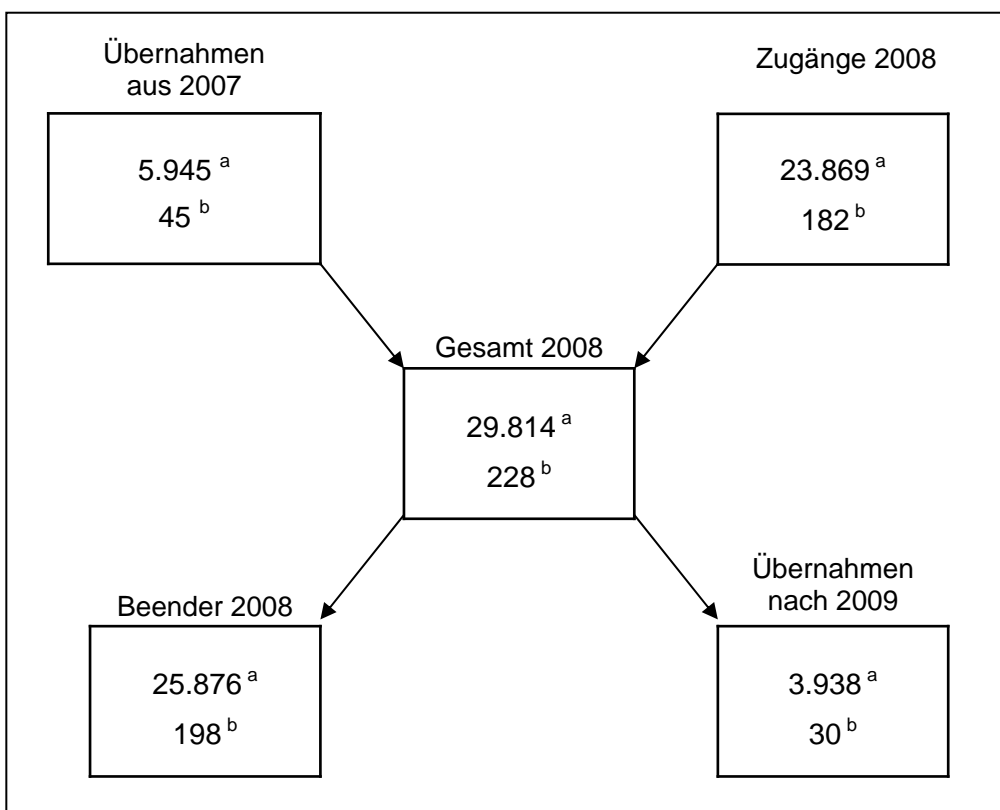 Übernahmen
aus 2007
5.945 a
45 b
Zugänge 2008
23.869 a
182 b
Gesamt 2008
29.814 a
228 b
Beender 2008
25.876 a
198 b
Übernahmen
nach 2009
3.938 a
30 b